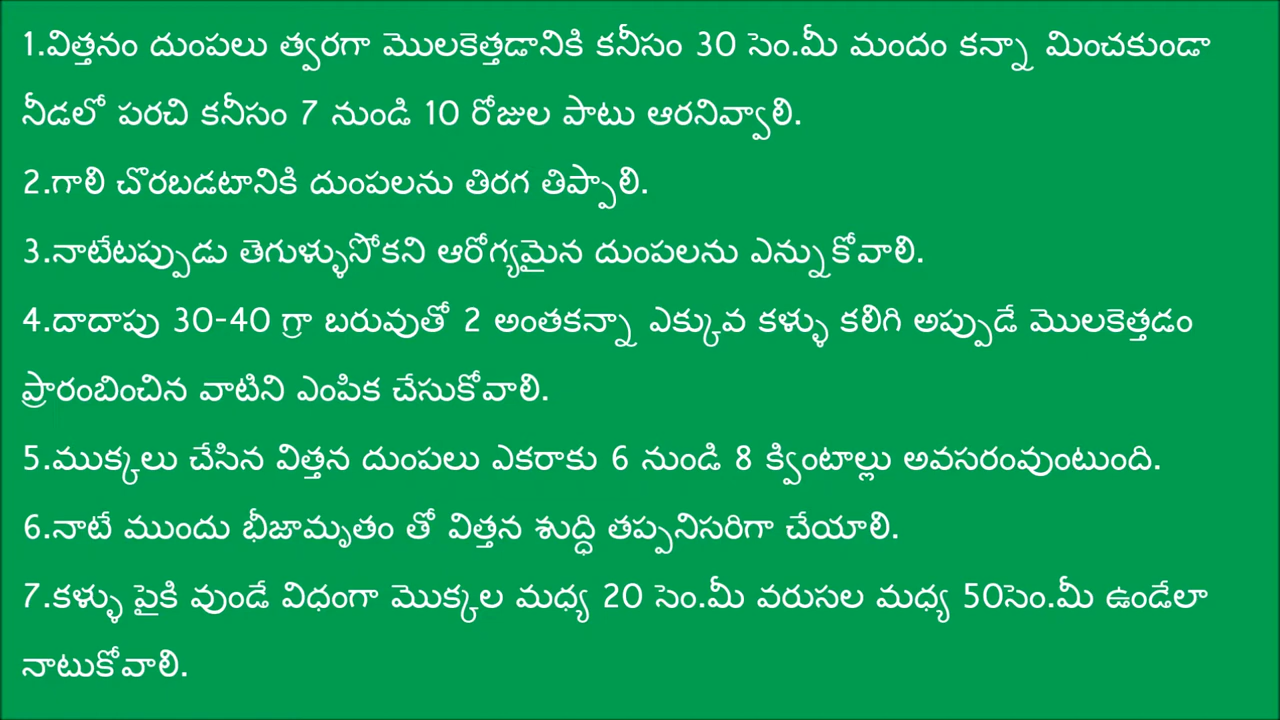 1.విత్తనం దుంపలు త్వరగా మొలకెత్తడానికి కనీసం 30 సెం.మీ మందం కన్నా మించకుండా
నీడలో పరచి కనీసం 7 నుండి 10 రోజుల పాటు ఆరనివ్వాలి.
2.గాలి చొరబడటానికి దుంపలను తిరగ తిప్పాలి.
3.నాటేటప్పుడు తెగుళ్ళుసోకని ఆరోగ్యమైన దుంపలను ఎన్నుకోవాలి.
4.దాదాపు 30-40 గ్రా బరువుతో 2 అంతకన్నా ఎక్కువ కళ్ళు కలిగి అప్పుడే మొలకెత్తడం
ప్రారంబించిన వాటిని ఎంపిక చేసుకోవాలి.
5.ముక్కలు చేసిన విత్తన దుంపలు ఎకరాకు 6 నుండి 8 క్వింటాల్లు అవసరంవుంటుంది.
6.నాటే ముందు భీజామృతం తో విత్తన శుద్ధి తప్పనిసరిగా చేయాలి.
7.కళ్ళు పైకి వుండే విధంగా మొక్కల మధ్య 20 సెం.మీ వరుసల మధ్య 50సెం.మీ ఉండేలా
నాటుకోవాలి.